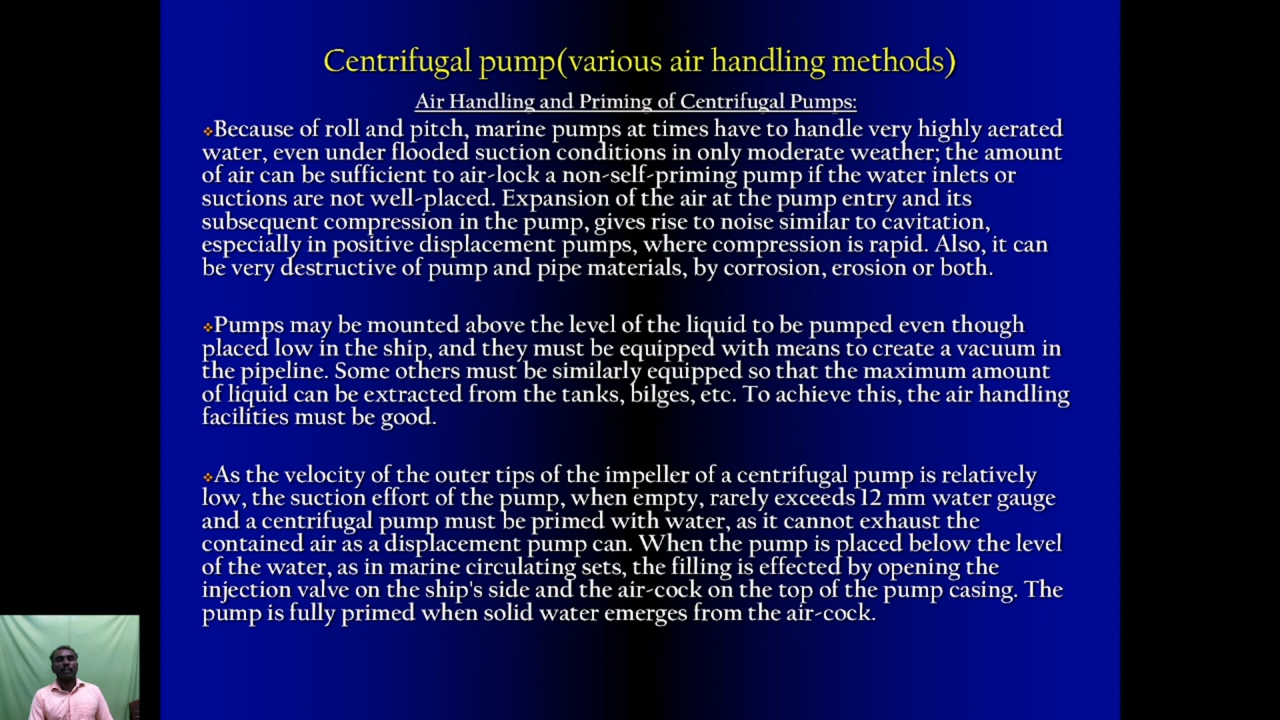 Centrifugal pump(various air handling methods)
Air Handling and Priming of Centrifugal Pumps:
❖Because of roll and pitch, marine pumps at times have to handle very highly aerated
water, even under flooded suction conditions in only moderate weather; the amount
of air can be sufficient to air-lock a non-self-priming pump if the water inlets or
suctions are not well-placed. Expansion of the air at the pump entry and its
subsequent compression in the pump, gives rise to noise similar to cavitation,
especially in positive displacement pumps, where compression is rapid. Also, it can
be very destructive of pump and pipe materials, by corrosion, erosion or both.
❖Pumps may be mounted above the level of the liquid to be pumped even though
placed low in the ship, and they must be equipped with means to create a vacuum in
the pipeline. Some others must be similarly equipped so that the maximum amount
of liquid can be extracted from the tanks, bilges, etc. To achieve this, the air handling
facilities must be good.
❖As the velocity of the outer tips of the impeller of a centrifugal pump is relatively
low, the suction effort of the pump, when empty, rarely exceeds 12 mm water gauge
and a centrifugal pump must be primed with water, as it cannot exhaust the
contained air as a displacement pump can. When the pump is placed below the level
of the water, as in marine circulating sets, the filling is effected by opening the
injection valve on the ship's side and the air-cock on the top of the pump casing. The
pump is fully primed when solid water emerges from the air-cock.